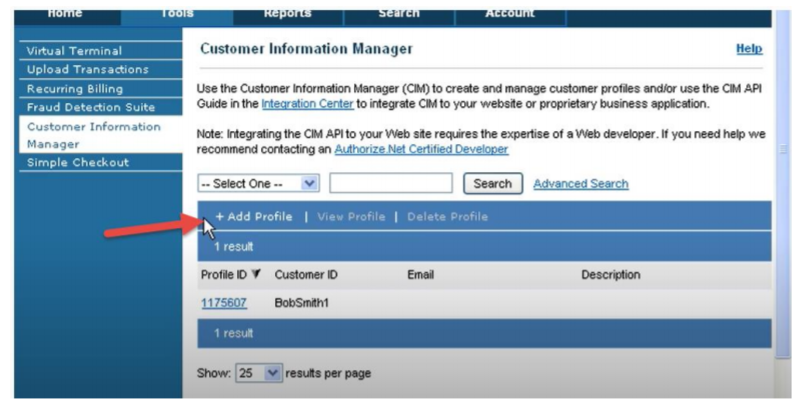 Home Tools Reports Search Account
Virtual Terminal
Upload Transactions
Recurring Billing
Fraud Detection Suite
Customer Information
Manager
Simple Checkout
Customer Information Manager Help
Use the Customer Information Manager (CIM) to create and manage customer profiles and/or use the CIM API
Guide in the Integration Center to integrate CIM to your website or proprietary business application.
Note: Integrating the CIM API to your Web site requires the expertise of a Web developer. If you need help we
recommend contacting an Authorize.Net Certified Developer
-- Select One -- Search Advanced Search
+ Add Profile | View Profile | Delete Profile
1 result
Profile ID ▼ Customer ID Email Description
1175607 BobSmith1
1 result
Show: 25 results per page